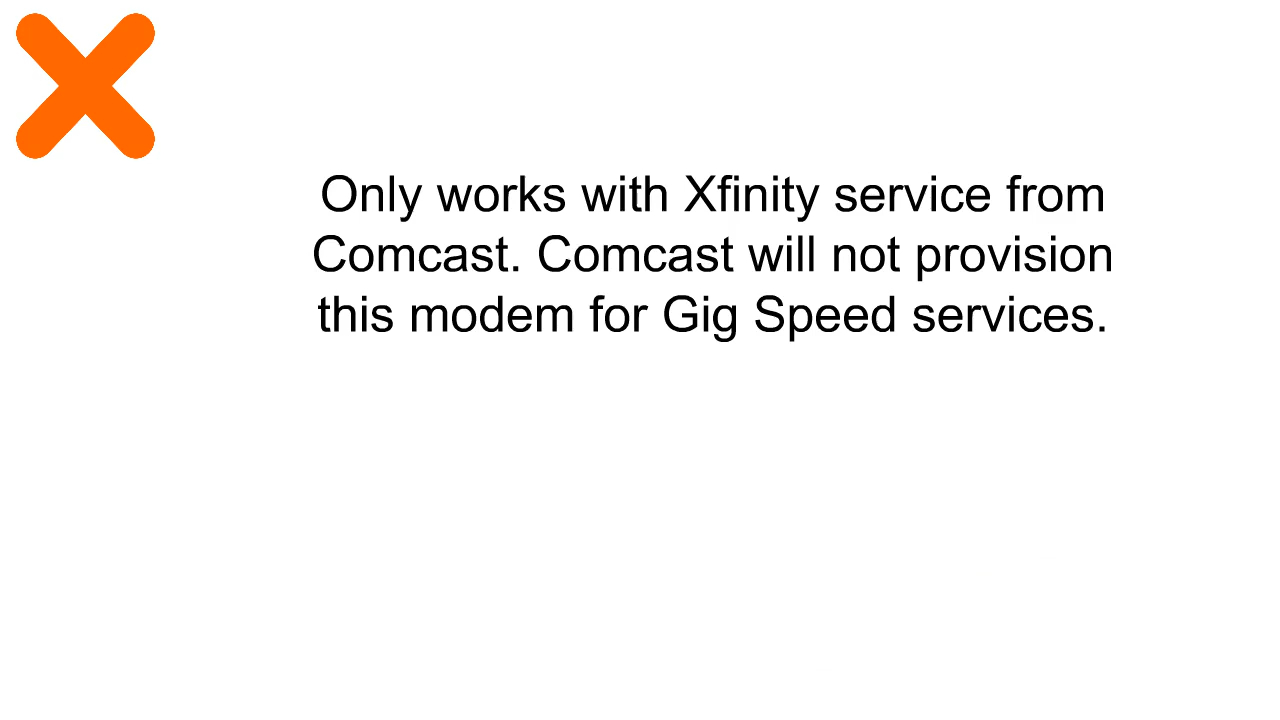 Only works with Xfinity service from
Comcast. Comcast will not provision
this modem for Gig Speed services.